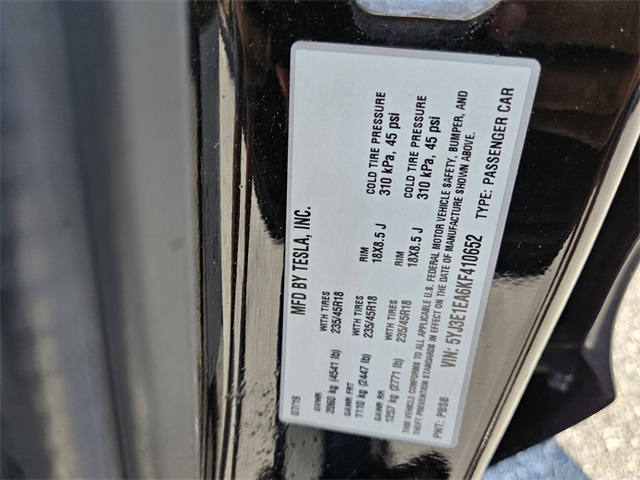 MFD BY TESLA, INC.
07/19
GVWR WITH TIRES RIM COLD TIRE PRESSURE
2060 kg (4541 lb) 235/45R18 18X8.5 J 310 kPa, 45 psi
GAWR FRT WITH TIRES RIM COLD TIRE PRESSURE
1110 kg (2447 lb) 235/45R18 18X8.5 J 310 kPa, 45 psi
GAWR RR WITH TIRES
1257 kg (2771 lb) 235/45R18
THIS VEHICLE CONFORMS TO ALL APPLICABLE U.S. FEDERAL MOTOR VEHICLE SAFETY, BUMPER, AND
THEFT PREVENTION STANDARDS IN EFFECT ON THE DATE OF MANUFACTURE SHOWN ABOVE.
VIN: 5YJ3E1EA6KF410652
PNT: PBSB TYPE: PASSENGER CAR